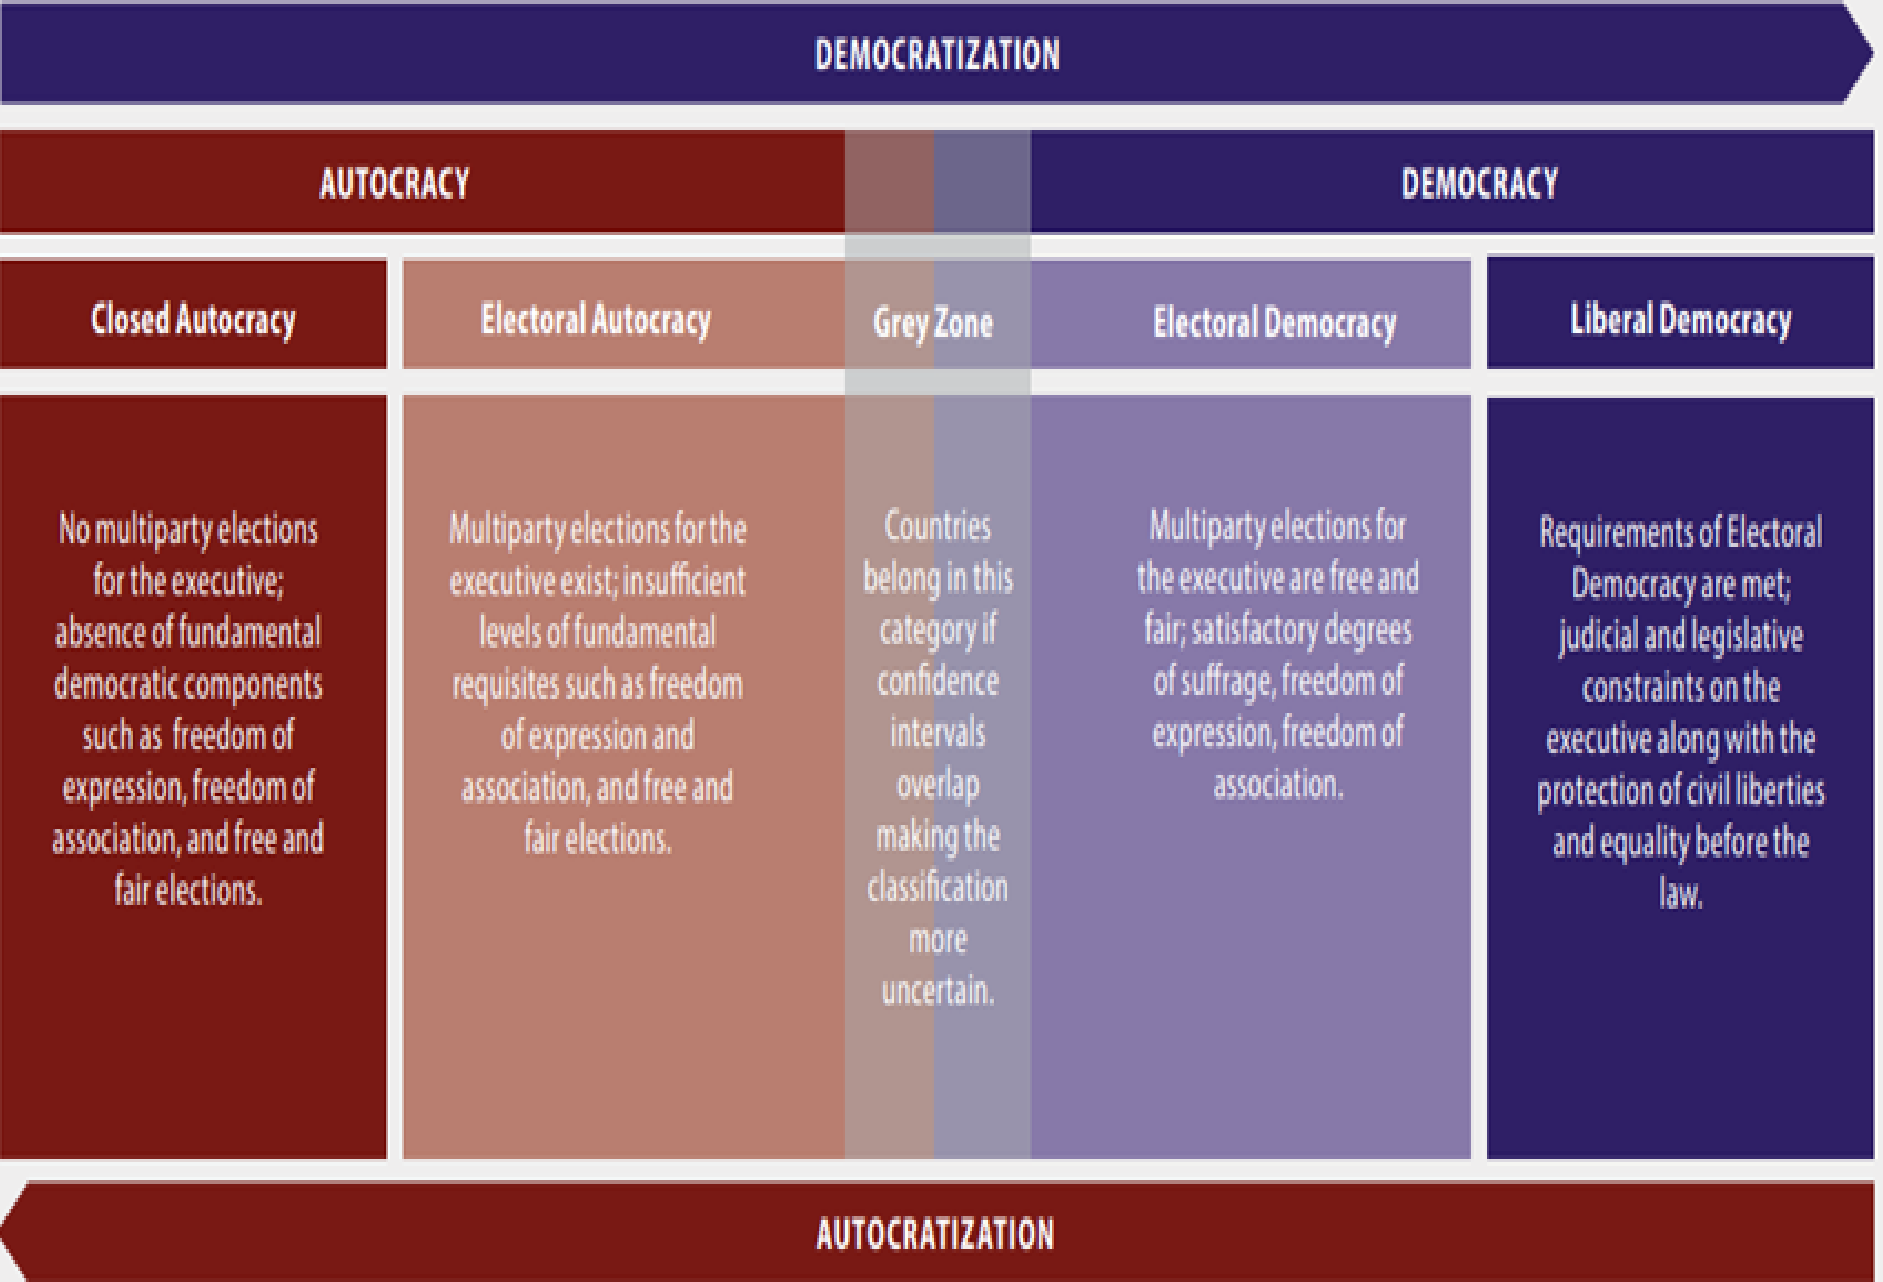 DEMOCRATIZATION
AUTOCRACY
DEMOCRACY
Closed Autocracy
Electoral Autocracy
Grey Zone
Electoral Democracy
Liberal Democracy
No multiparty elections
for the executive;
absence of fundamental
democratic components
such as freedom of
expression, freedom of
association, and free and
fair elections.
Multiparty elections for the
executive exist; insufficient
levels of fundamental
requisites such as freedom
of expression and
association, and free and
fair elections.
Countries
belong in this
category if
confidence
intervals
overlap
making the
classification
more
uncertain.
Multiparty elections for
the executive are free and
fair; satisfactory degrees
of suffrage, freedom of
expression, freedom of
association.
Requirements of Electoral
Democracy are met;
judicial and legislative
constraints on the
executive along with the
protection of civil liberties
and equality before the
law.
AUTOCRATIZATION